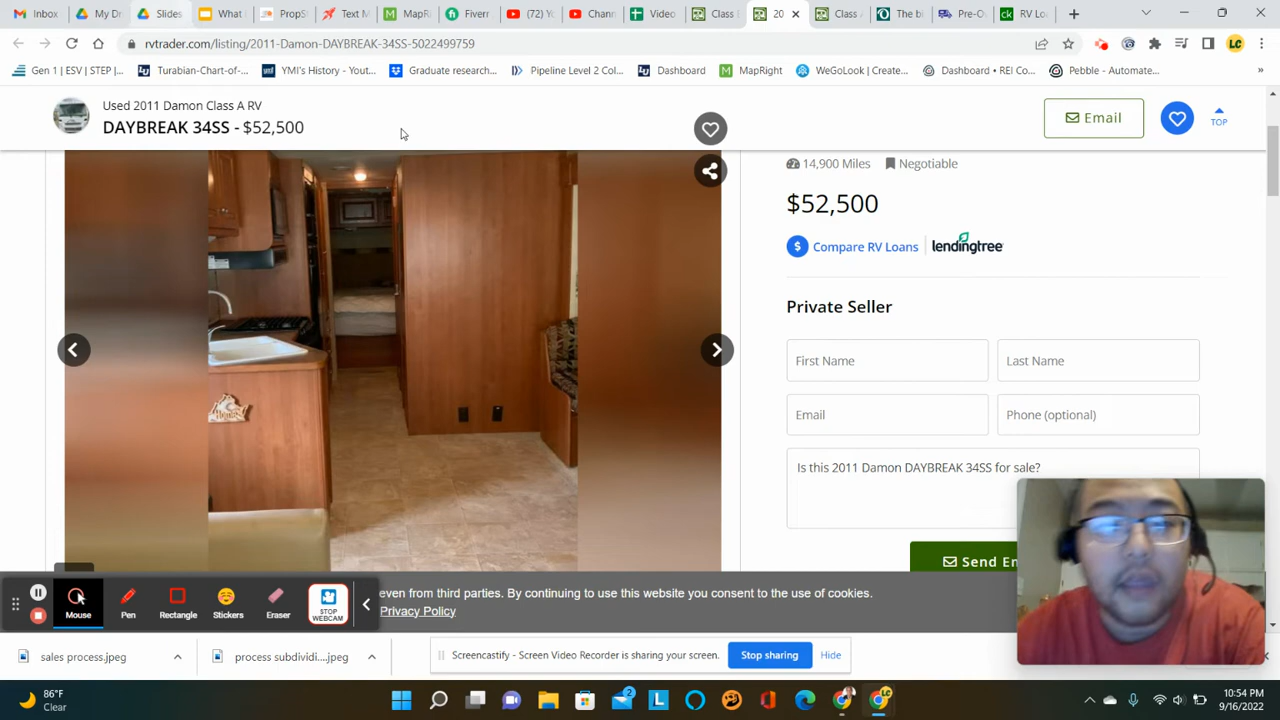 Inbox
My Dr
Slides
What
PropS
Text M
MapRi
Fiverr
(72) Y
Chann
Video
Class E
20
Class A
The bl
Pre-O
RV Loa
rvtrader.com/listing/2011-Damon-DAYBREAK-34SS-5022499759
LC
Gen 1 | ESV | STEP |...
Turabian-Chart-of-...
YMI's History - Yout...
Graduate research...
Pipeline Level 2 Col...
Dashboard
MapRight
WeGoLook | Create...
Dashboard • REI Co...
Pebble - Automate...
Used 2011 Damon Class A RV
DAYBREAK 34SS - $52,500
Email
TOP
14,900 Miles
Negotiable
$52,500
Compare RV Loans
lendingtree
Private Seller
First Name
Last Name
Email
Phone (optional)
Is this 2011 Damon DAYBREAK 34SS for sale?
Send Em
even from third parties. By continuing to use this website you consent to the use of cookies.
Privacy Policy
Mouse
Pen
Rectangle
Stickers
Eraser
STOP
WEBCAM
sales process.jpeg
process subdividi....jpeg
Screencastify - Screen Video Recorder is sharing your screen.
Stop sharing
Hide
86°F
Clear
2
L
LC
10:54 PM
9/16/2022